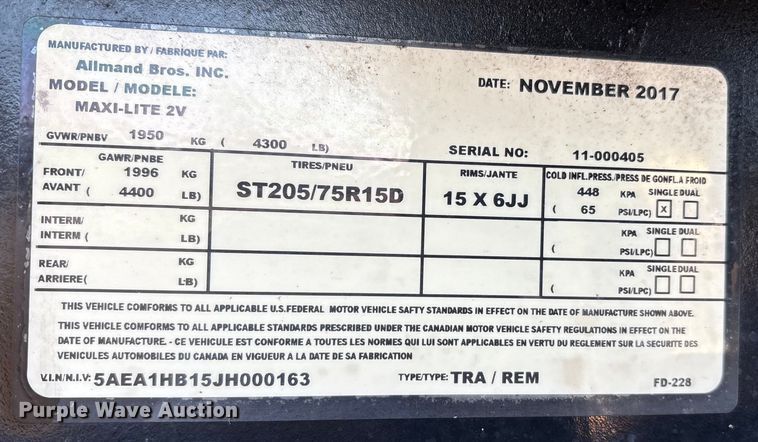 MANUFACTURED BY / FABRIQUE PAR:
Allmand Bros. INC.
MODEL / MODELE:
MAXI-LITE 2V
DATE: NOVEMBER 2017
GVWR/PNBV 1950 KG ( 4300 LB)
SERIAL NO: 11-000405
GAWR/PNBE TIRES/PNEU RIMS/JANTE COLD INFL.PRESS./PRESS DE GONFL.A FROID
FRONT/ 1996 KG 448 KPA SINGLE DUAL
AVANT ( 4400 LB) ST205/75R15D 15 X 6JJ ( 65 PSI/LPC) X
INTERM/ KG KPA SINGLE DUAL
INTERM ( LB) ( PSI/LPC)
REAR/ KG KPA SINGLE DUAL
ARRIERE( LB) ( PSI/LPC)
THIS VEHICLE COMFORMS TO ALL APPLICABLE U.S.FEDERAL MOTOR VEHICLE SAFTY STANDARDS IN EFFECT ON THE DATE OF MANUFACTURE SHOWN ABOVE.
THIS VEHICLE COMFORMS TO ALL APPLICABLE STANDARDS PRESCRIBED UNDER THE CANADIAN MOTOR VEHICLE SAFETY REGULATIONS IN EFFECT ON THE
DATE OF MANUFACTURE. - CE VEHICULE EST CONFORME A TOUTES LES NORMES QUI LUI SONT APPLICABLES EN VERTU DU REGLEMENT SUR LA SECURITE DES
VENICULES AUTOMOBILES DU CANADA EN VIGUEUR A LA DATE DE SA FABRICATION
V.I.N/N.I.V: 5AEA1HB15JH000163 TYPE/TYPE: TRA / REM FD-228
Purple Wave Auction